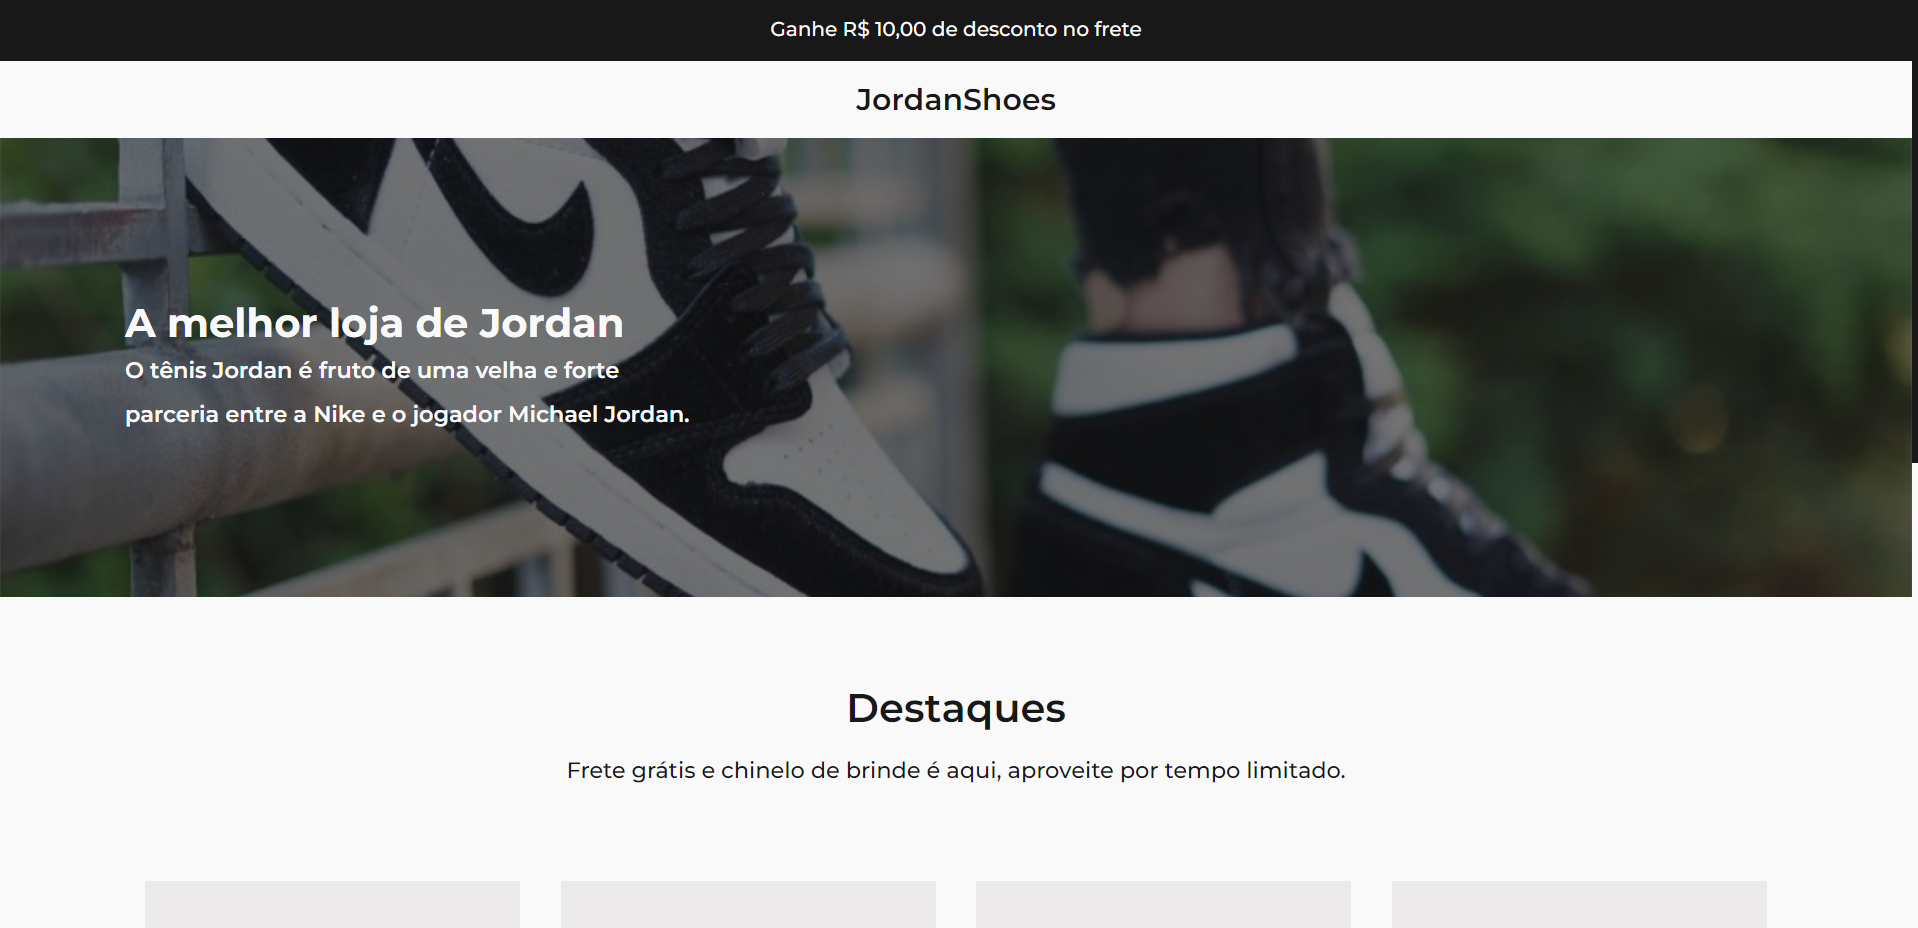 Ganhe R$ 10,00 de desconto no frete
JordanShoes
A melhor loja de Jordan
O tênis Jordan é fruto de uma velha e forte
parceria entre a Nike e o jogador Michael Jordan.
Destaques
Frete grátis e chinelo de brinde é aqui, aproveite por tempo limitado.